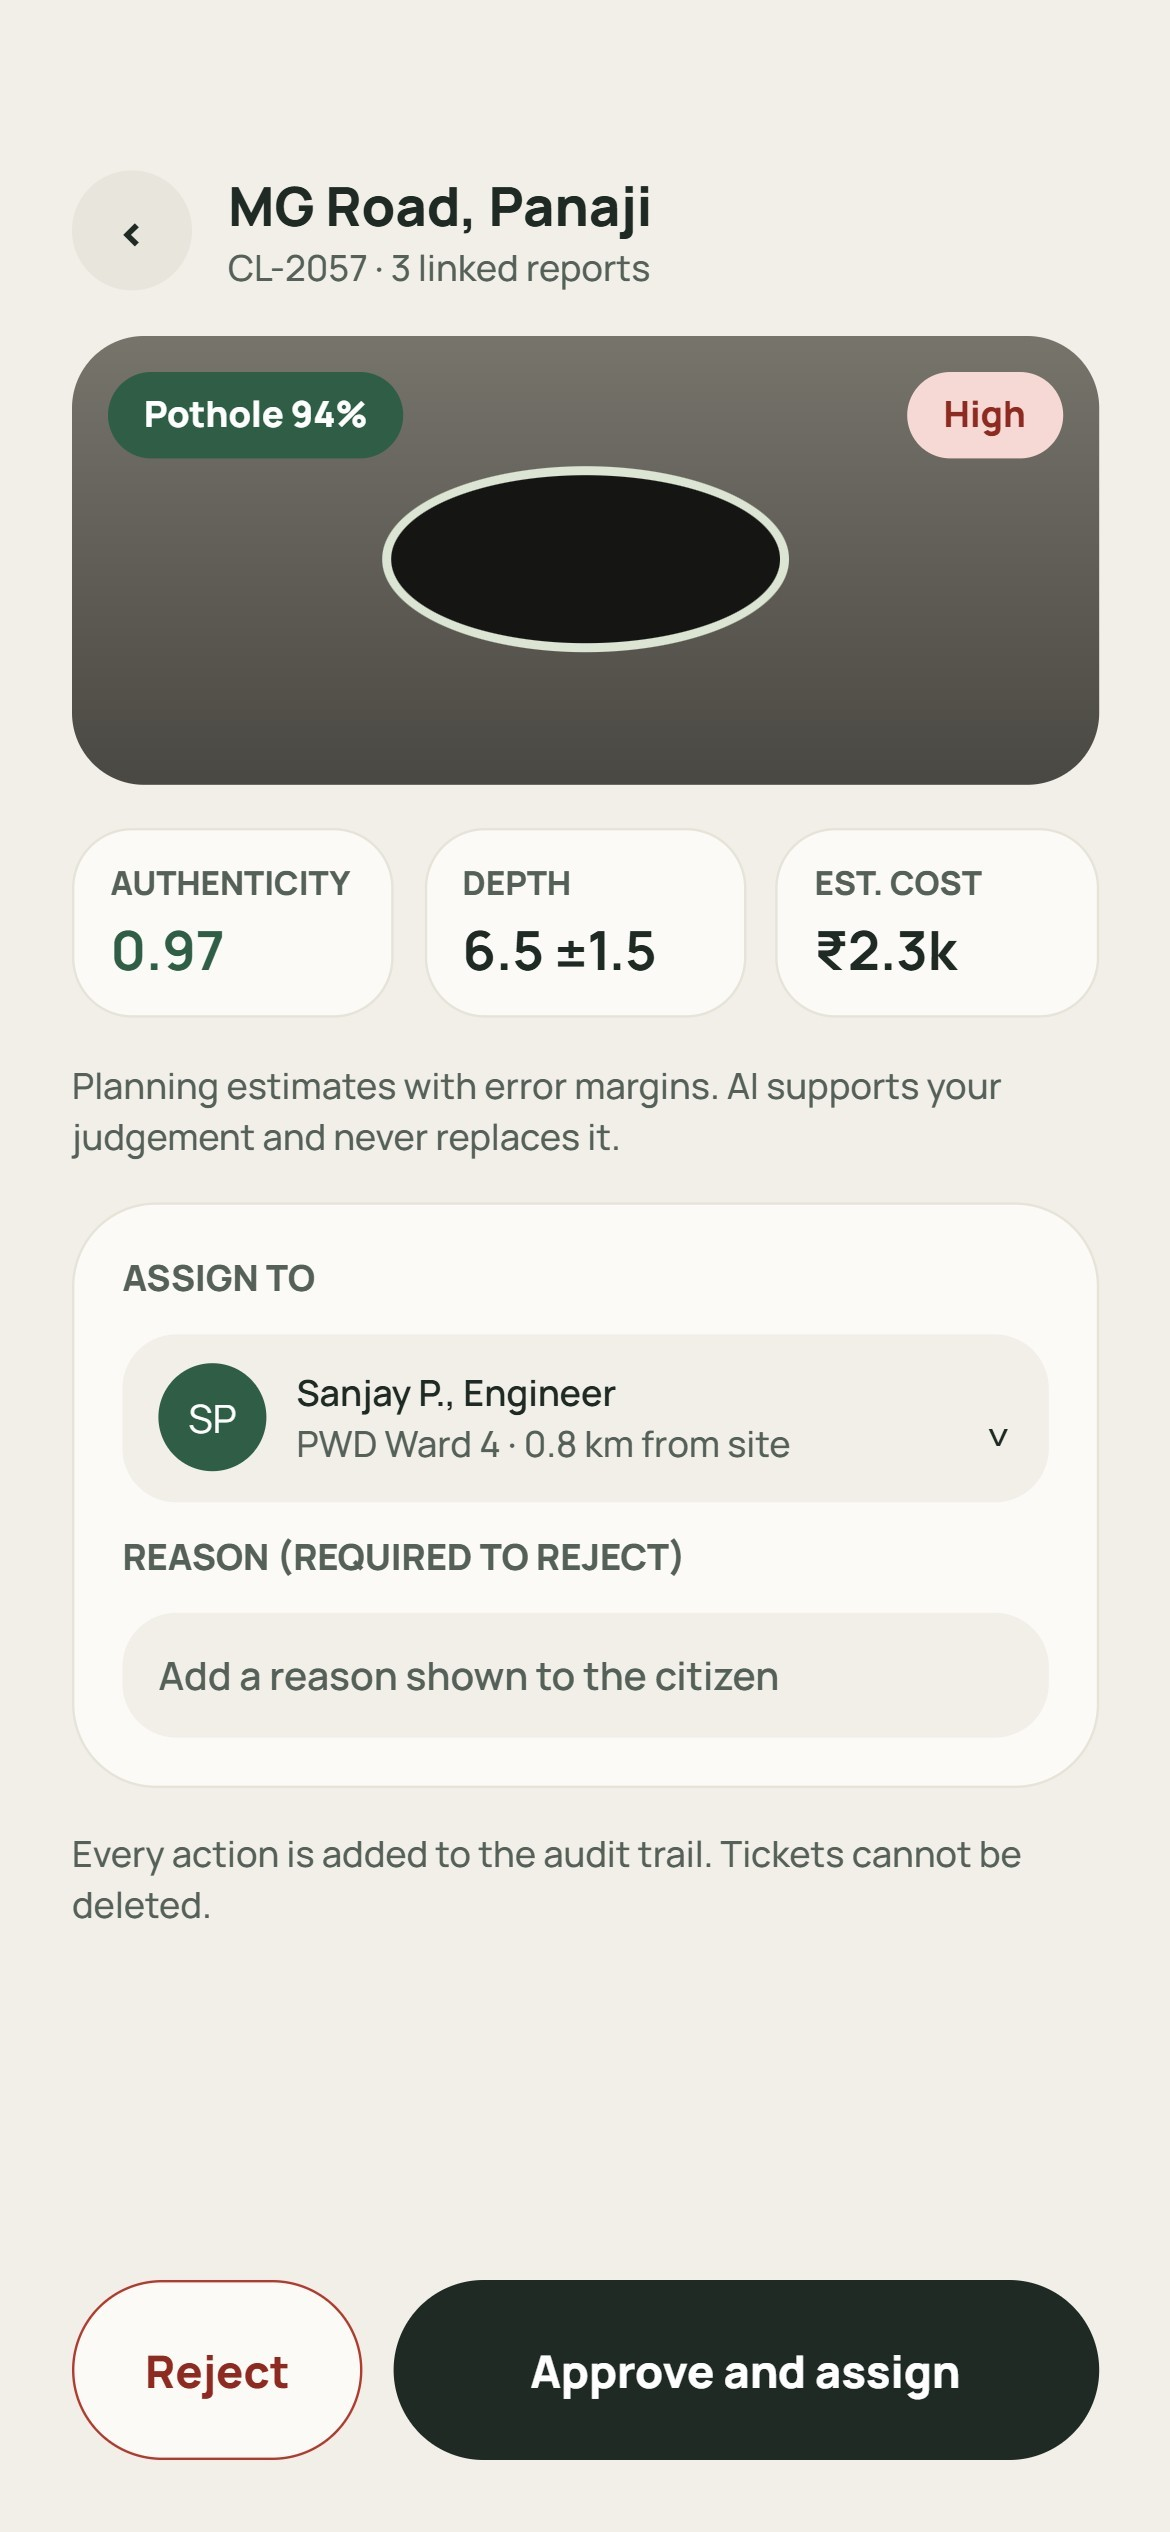 MG Road, Panaji
CL-2057 · 3 linked reports
Pothole 94%
High
AUTHENTICITY
0.97
DEPTH
6.5 ±1.5
EST. COST
₹2.3k
Planning estimates with error margins. AI supports your
judgement and never replaces it.
ASSIGN TO
SP
Sanjay P., Engineer
PWD Ward 4 · 0.8 km from site
v
REASON (REQUIRED TO REJECT)
Add a reason shown to the citizen
Every action is added to the audit trail. Tickets cannot be
deleted.
Reject
Approve and assign